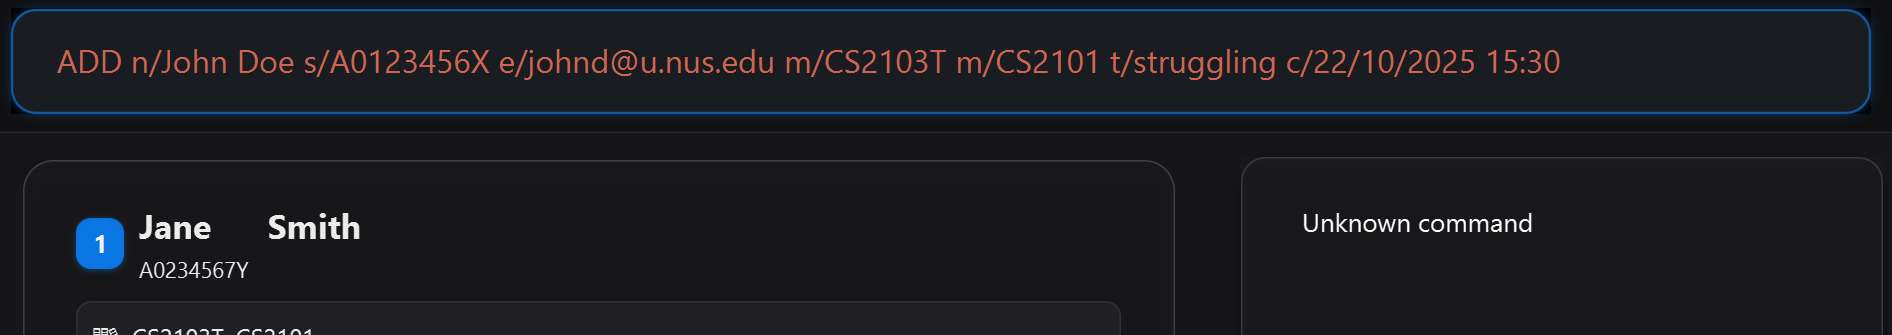 ADD n/John Doe s/A0123456X e/johnd@u.nus.edu m/CS2103T m/CS2101 t/struggling c/22/10/2025 15:30
1
Jane Smith
A0234567Y
CS2103T, CS2101
Unknown command